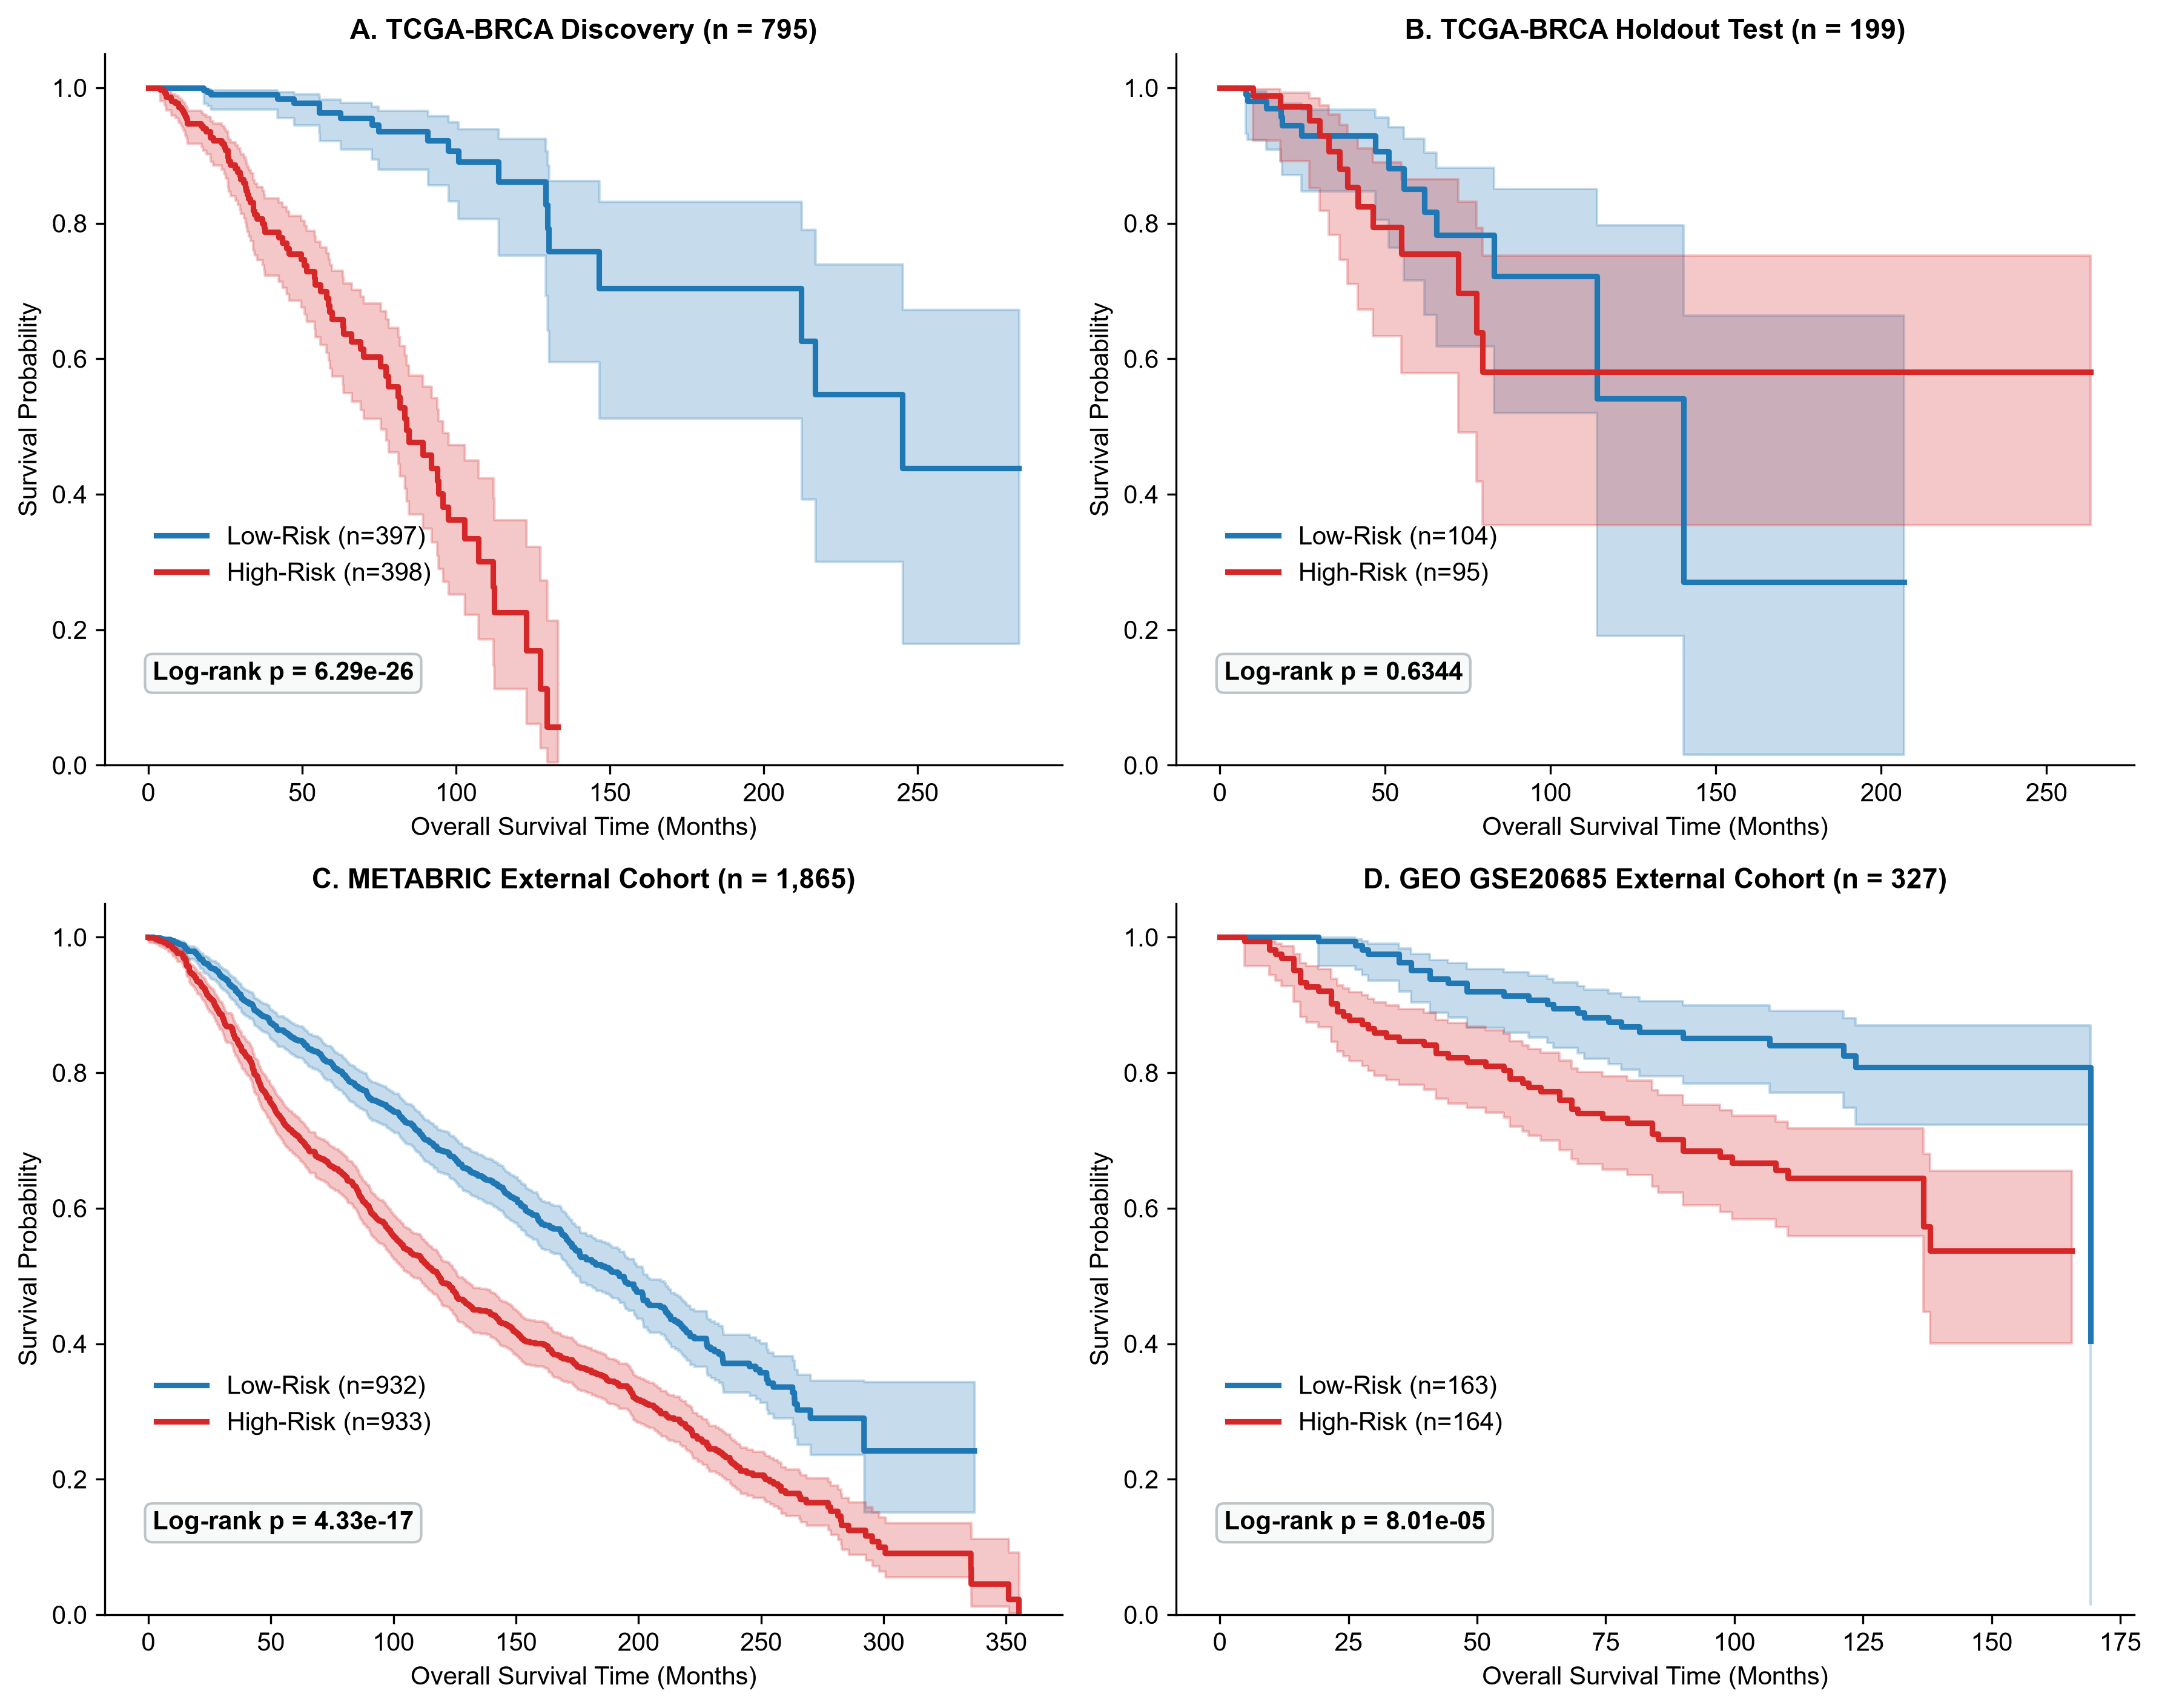 A. TCGA-BRCA Discovery (n = 795)
Survival Probability
1.0
0.8
0.6
0.4
0.2
0.0
Low-Risk (n=397)
High-Risk (n=398)
Log-rank p = 6.29e-26
0 50 100 150 200 250
Overall Survival Time (Months)
B. TCGA-BRCA Holdout Test (n = 199)
Survival Probability
1.0
0.8
0.6
0.4
0.2
0.0
Low-Risk (n=104)
High-Risk (n=95)
Log-rank p = 0.6344
0 50 100 150 200 250
Overall Survival Time (Months)
C. METABRIC External Cohort (n = 1,865)
Survival Probability
1.0
0.8
0.6
0.4
0.2
0.0
Low-Risk (n=932)
High-Risk (n=933)
Log-rank p = 4.33e-17
0 50 100 150 200 250 300 350
Overall Survival Time (Months)
D. GEO GSE20685 External Cohort (n = 327)
Survival Probability
1.0
0.8
0.6
0.4
0.2
0.0
Low-Risk (n=163)
High-Risk (n=164)
Log-rank p = 8.01e-05
0 25 50 75 100 125 150 175
Overall Survival Time (Months)